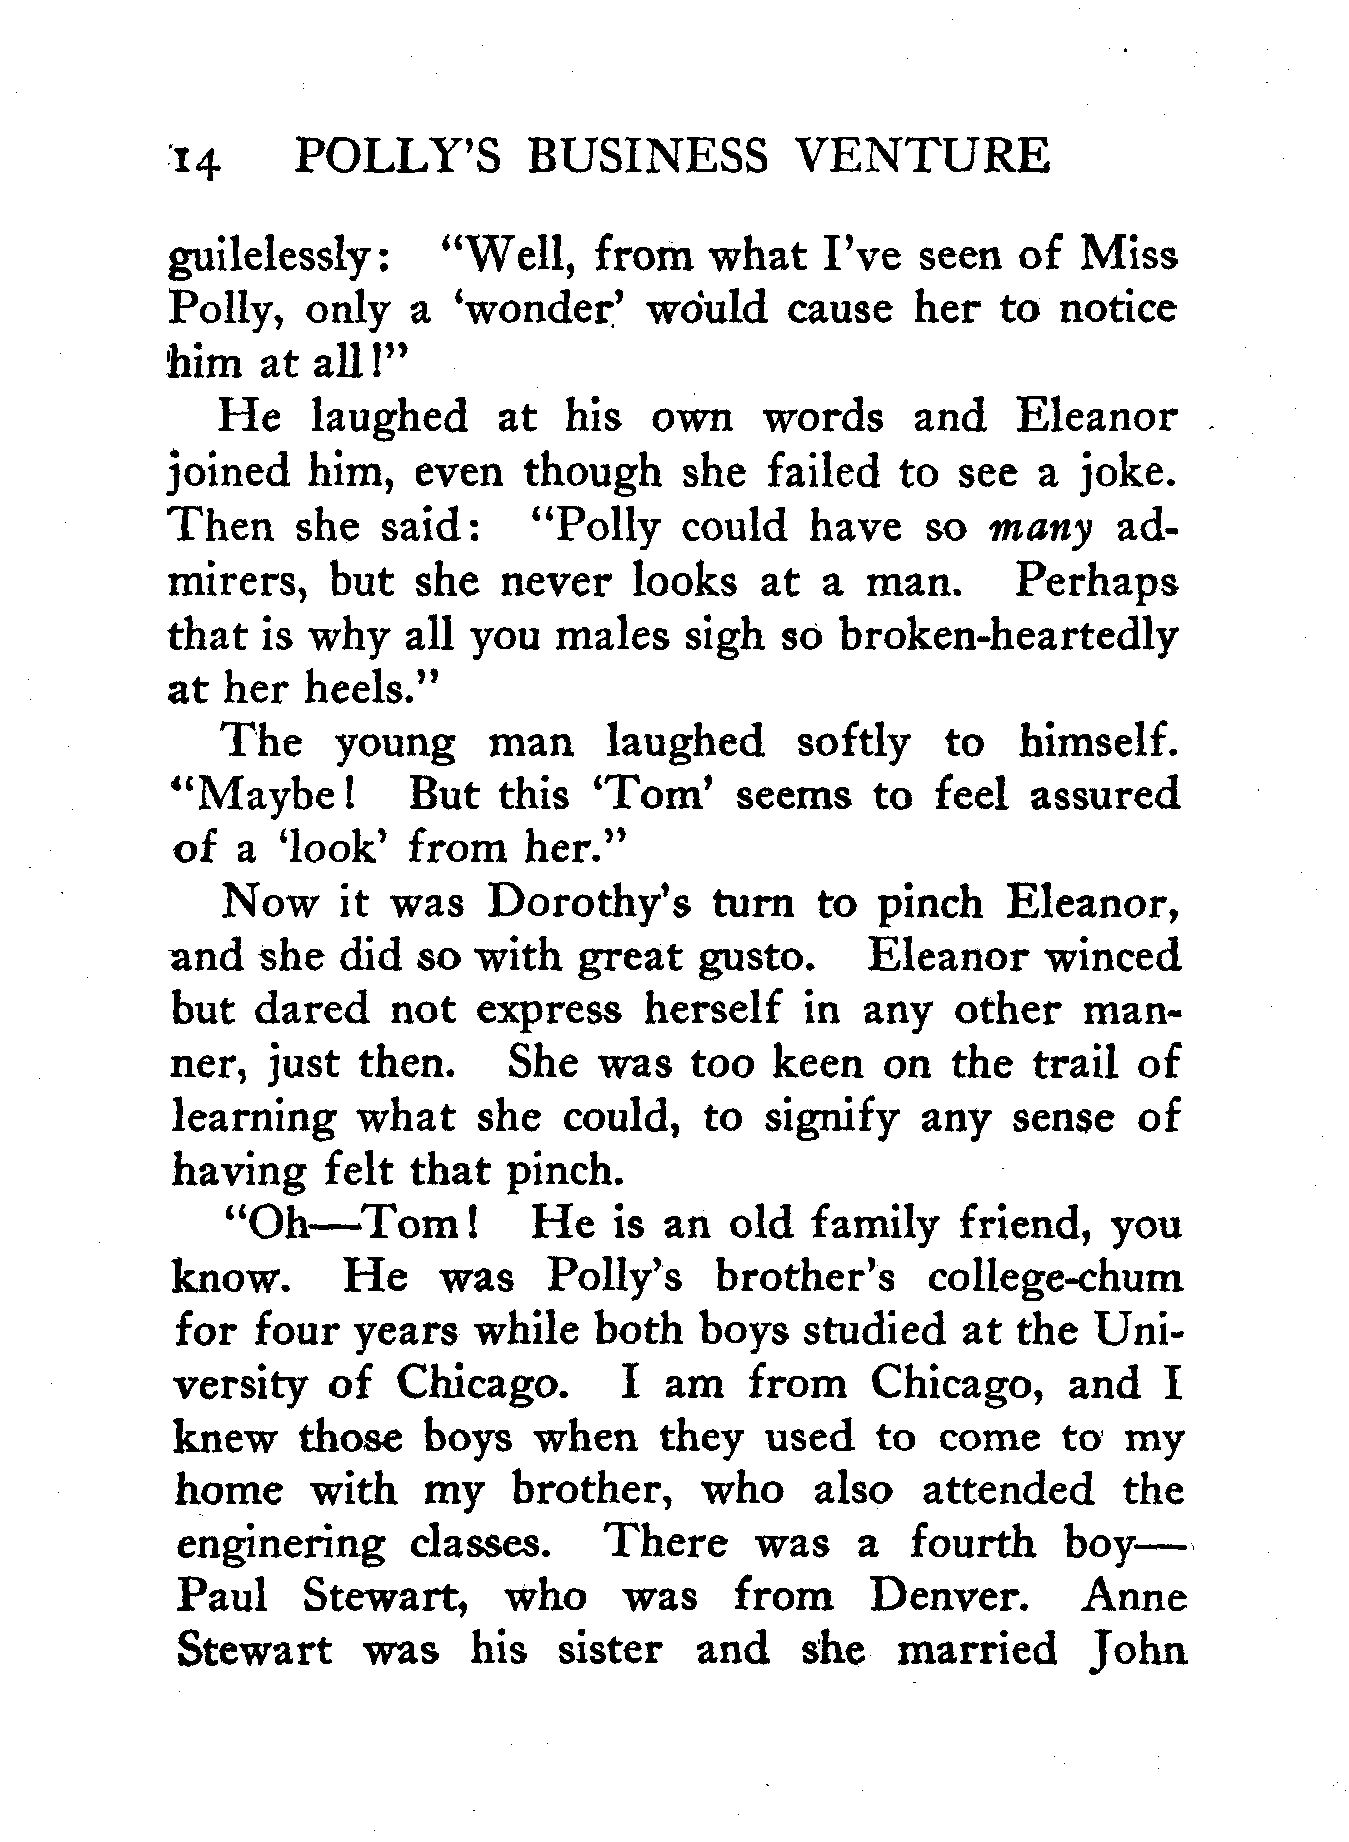 14 POLLY'S BUSINESS VENTURE
guilelessly: "Well, from what I've seen of Miss
Polly, only a 'wonder' would cause her to notice
him at all!"
He laughed at his own words and Eleanor
joined him, even though she failed to see a joke.
Then she said: "Polly could have so many ad-
mirers, but she never looks at a man. Perhaps
that is why all you males sigh so broken-heartedly
at her heels."
The young man laughed softly to himself.
"Maybe! But this 'Tom' seems to feel assured
of a 'look' from her."
Now it was Dorothy's turn to pinch Eleanor,
and she did so with great gusto. Eleanor winced
but dared not express herself in any other man-
ner, just then. She was too keen on the trail of
learning what she could, to signify any sense of
having felt that pinch.
"Oh—Tom! He is an old family friend, you
know. He was Polly's brother's college-chum
for four years while both boys studied at the Uni-
versity of Chicago. I am from Chicago, and I
knew those boys when they used to come to my
home with my brother, who also attended the
enginering classes. There was a fourth boy—
Paul Stewart, who was from Denver. Anne
Stewart was his sister and she married John